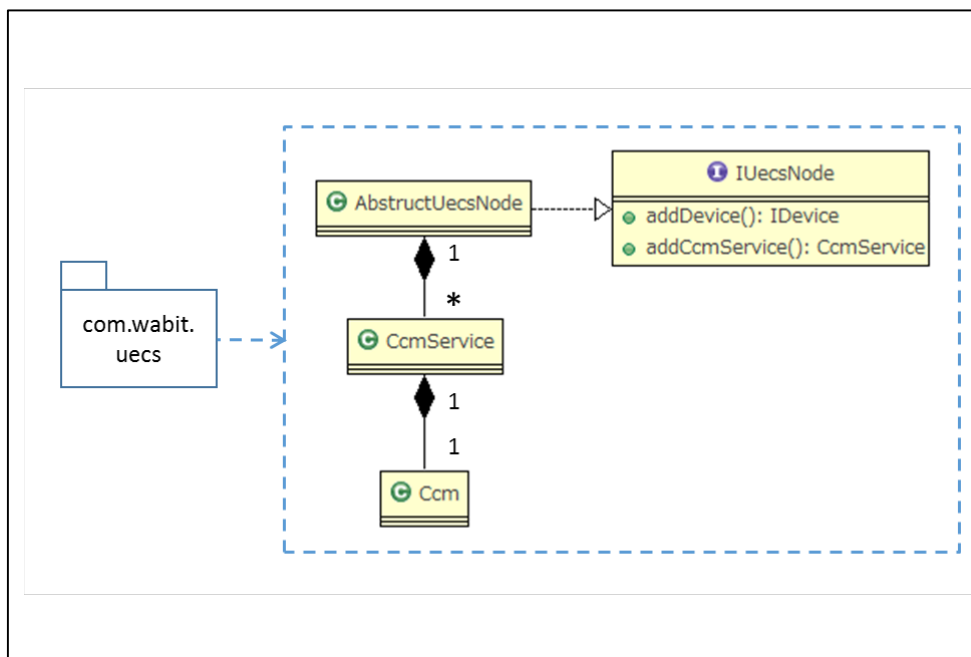 I IUecsNode
addDevice(): IDevice
addCcmService(): CcmService
C AbstructUecsNode
1
*
com.wabit.
uecs
C CcmService
1
1
C Ccm